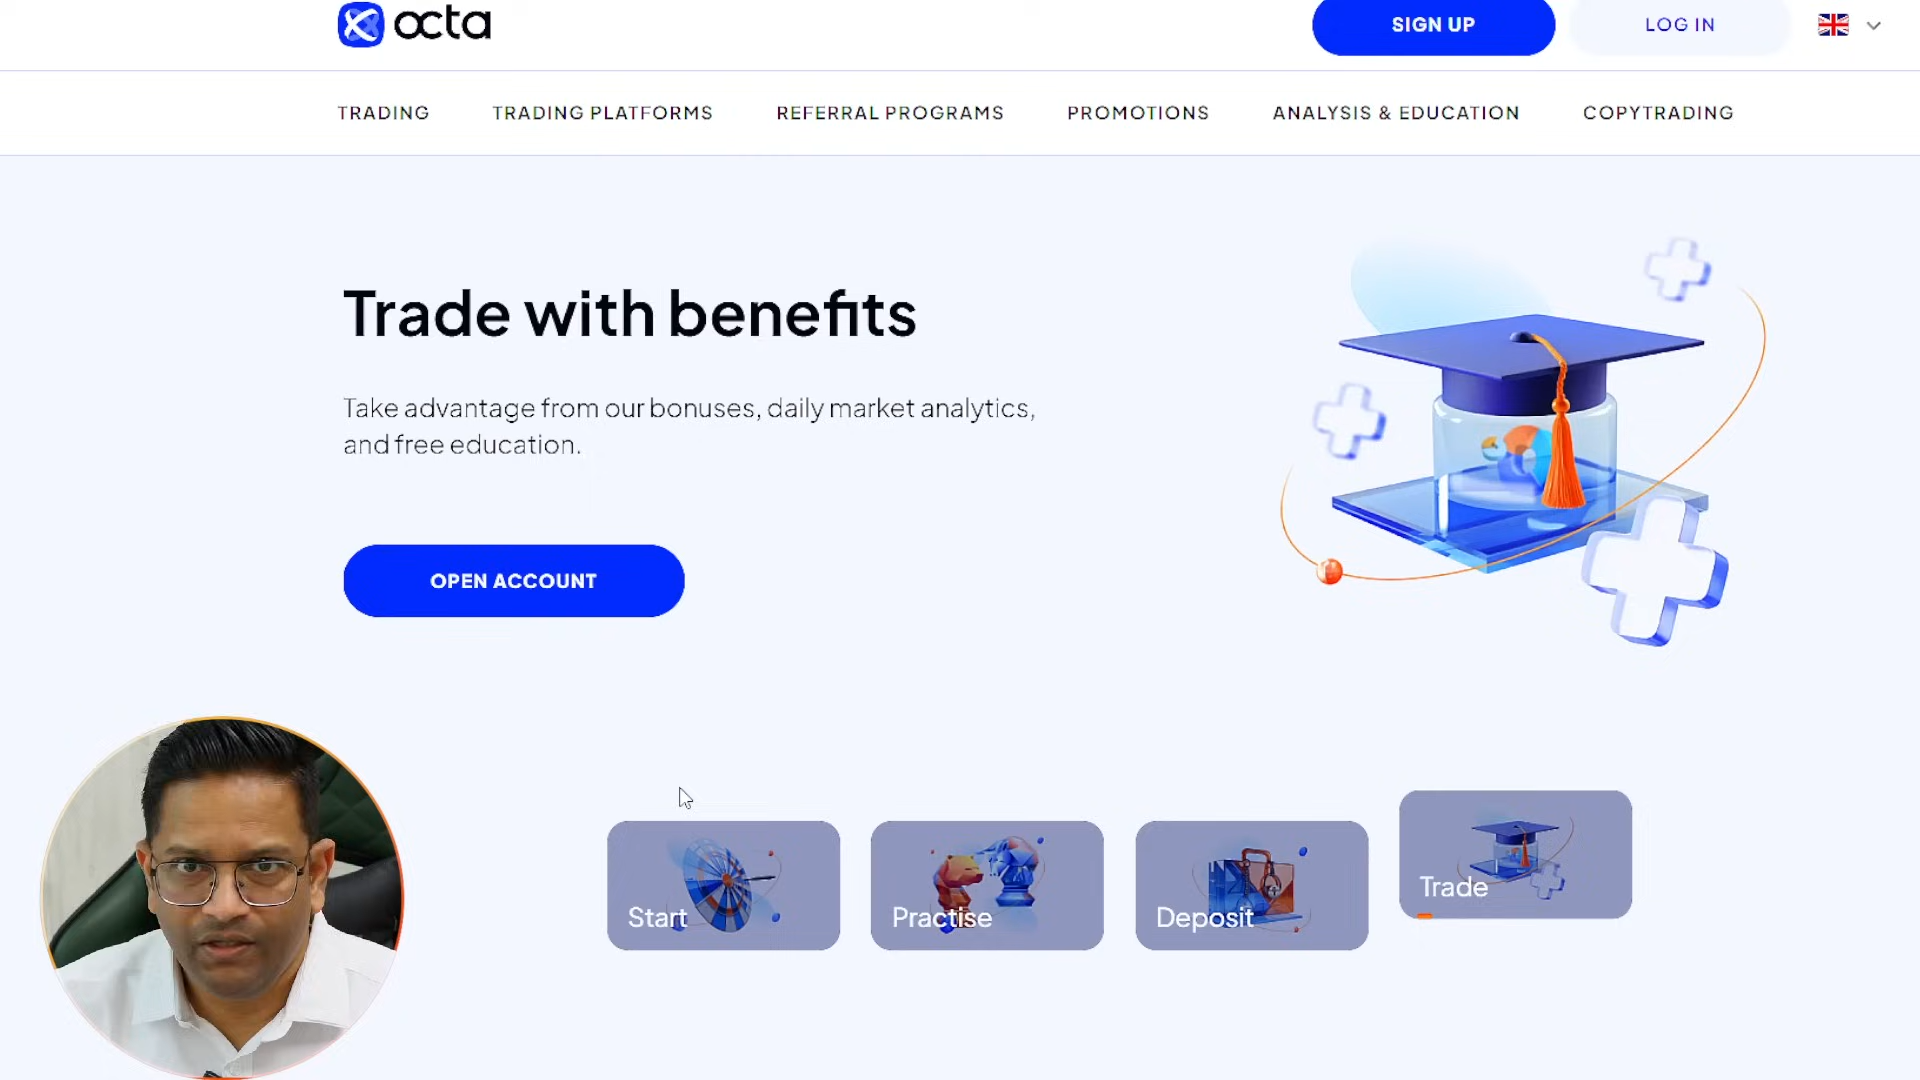 octa
SIGN UP
LOG IN
TRADING
TRADING PLATFORMS
REFERRAL PROGRAMS
PROMOTIONS
ANALYSIS & EDUCATION
COPYTRADING
Trade with benefits
Take advantage from our bonuses, daily market analytics,
and free education.
OPEN ACCOUNT
Start
Practise
Deposit
Trade